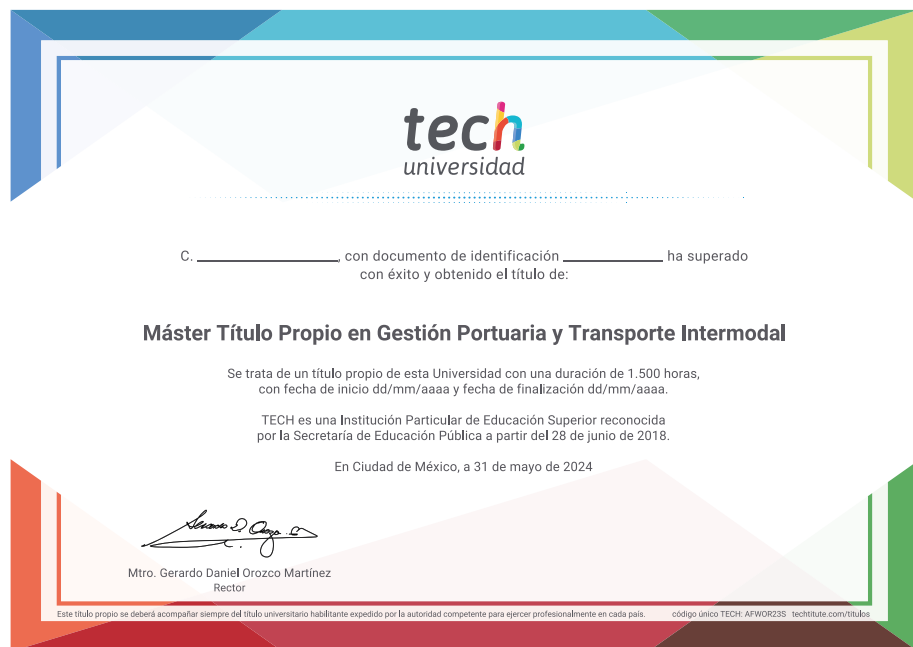 tech
universidad
C. ____________, con documento de identificación ____________ ha superado
con éxito y obtenido el título de:
Máster Título Propio en Gestión Portuaria y Transporte Intermodal
Se trata de un título propio de esta Universidad con una duración de 1.500 horas,
con fecha de inicio dd/mm/aaaa y fecha de finalización dd/mm/aaaa.
TECH es una Institución Particular de Educación Superior reconocida
por la Secretaría de Educación Pública a partir del 28 de junio de 2018.
En Ciudad de México, a 31 de mayo de 2024
Mtro. Gerardo Daniel Orozco Martínez
Rector
Este título propio se deberá acompañar siempre del título universitario habilitante expedido por la autoridad competente para ejercer profesionalmente en cada país. código único TECH: AFWOR23S techtitute.com/titulos